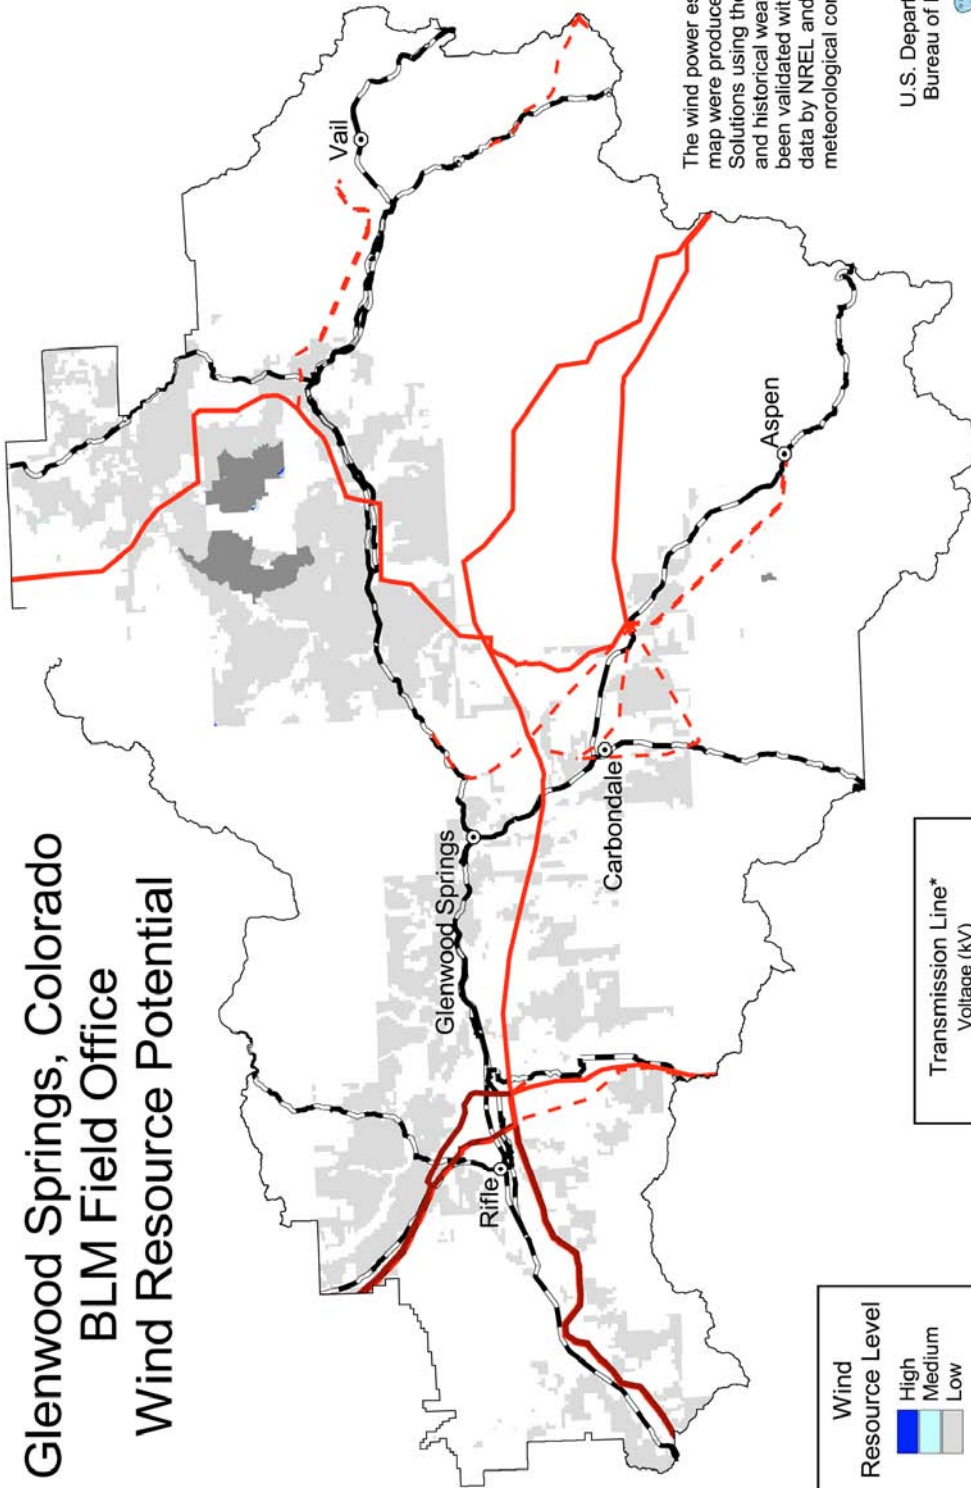 Glenwood Springs, Colorado
BLM Field Office
Wind Resource Potential
Vail
Glenwood Springs
Rifle
Carbondale
Aspen
The wind power es
map were produce
Solutions using the
and historical wea
been validated wit
data by NREL and
meteorological con
U.S. Depart
Bureau of
Transmission Line*
Voltage (kV)
Wind
Resource Level
High
Medium
Low